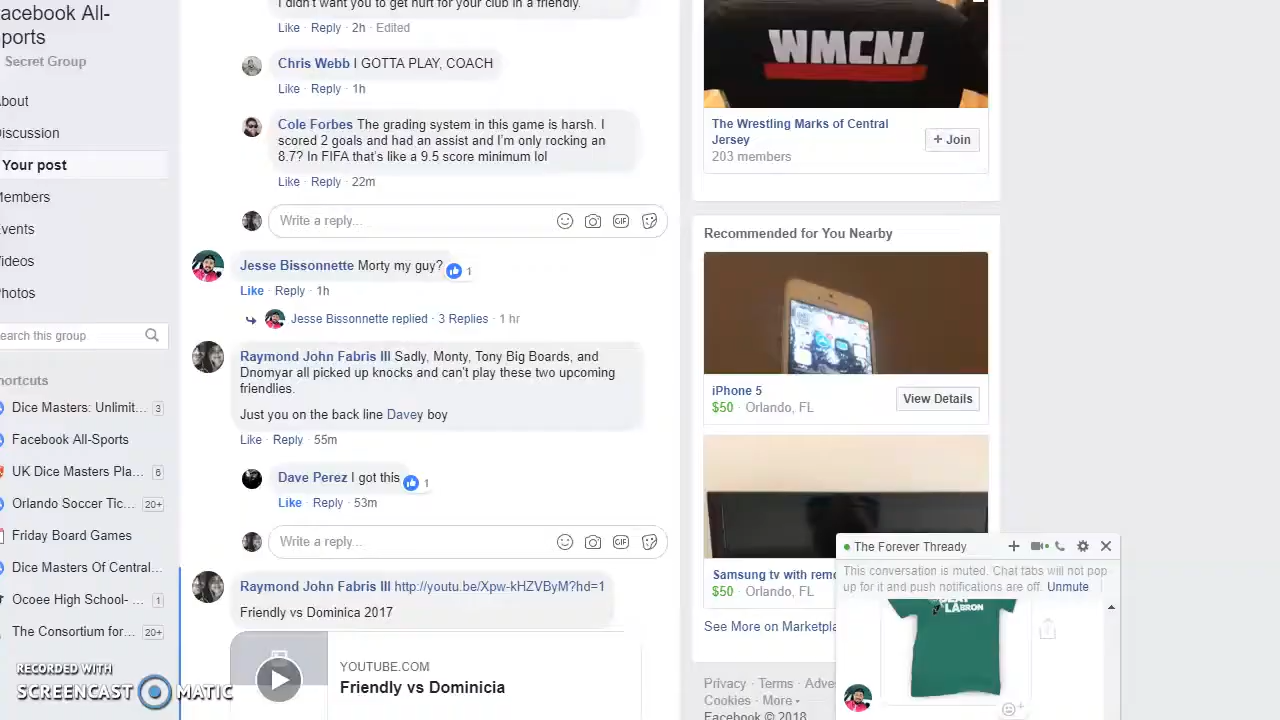 acebook All-
ports
Secret Group
bout
iscussion
Your post
embers
vents
ideos
hotos
earch this group
hortcuts
Dice Masters: Unlimit... 3
Facebook All-Sports
UK Dice Masters Pla... 6
Orlando Soccer Tic... 20+
Friday Board Games
Dice Masters Of Central...
coee High School- ... 1
The Consortium for... 20+
RECORDED WITH
SCREENCAST MATIC
I didn't want you to get hurt for your club in a friendly.
Like · Reply · 2h · Edited
Chris Webb I GOTTA PLAY, COACH
Like · Reply · 1h
Cole Forbes The grading system in this game is harsh. I
scored 2 goals and had an assist and I'm only rocking an
8.7? In FIFA that's like a 9.5 score minimum lol
Like · Reply · 22m
Write a reply...
GIF
Jesse Bissonnette Morty my guy? 1
Like · Reply · 1h
Jesse Bissonnette replied · 3 Replies · 1 hr
Raymond John Fabris III Sadly, Monty, Tony Big Boards, and
Dnomyar all picked up knocks and can't play these two upcoming
friendlies.
Just you on the back line Davey boy
Like · Reply · 55m
Dave Perez I got this 1
Like · Reply · 53m
Write a reply...
GIF
Raymond John Fabris III http://youtu.be/Xpw-kHZVByM?hd=1
Friendly vs Dominica 2017
YOUTUBE.COM
Friendly vs Dominicia
WMCNJ
The Wrestling Marks of Central
Jersey
203 members
+ Join
Recommended for You Nearby
iPhone 5
$50 · Orlando, FL
View Details
Samsung tv with remo
$50 · Orlando, FL
See More on Marketpla
Privacy · Terms · Adve
Cookies · More
Facebook © 2018
The Forever Thready
This conversation is muted. Chat tabs will not pop
up for it and push notifications are off. Unmute
LABRON